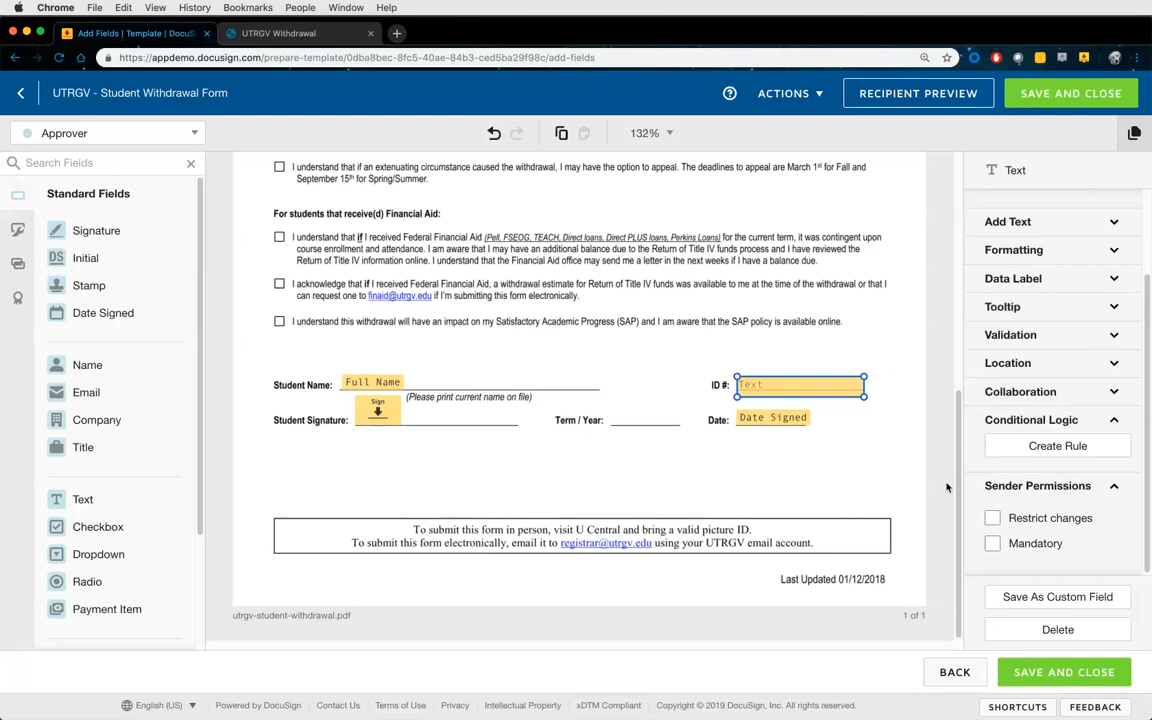 Chrome File Edit View History Bookmarks People Window Help
Add Fields | Template | DocuS
UTRGV Withdrawal
https://appdemo.docusign.com/prepare-template/0dba8bec-8fc5-40ae-84b3-ced5ba29f98c/add-fields
UTRGV - Student Withdrawal Form
ACTIONS
RECIPIENT PREVIEW
SAVE AND CLOSE
Approver
132%
Search Fields
Standard Fields
Signature
DS Initial
Stamp
Date Signed
Name
Email
Company
Title
Text
Checkbox
Dropdown
Radio
Payment Item
I understand that if an extenuating circumstance caused the withdrawal, I may have the option to appeal. The deadlines to appeal are March 1st for Fall and
September 15th for Spring/Summer.
For students that receive(d) Financial Aid:
I understand that if I received Federal Financial Aid (Pell, FSEOG, TEACH, Direct loans, Direct PLUS loans, Perkins Loans) for the current term, it was contingent upon
course enrollment and attendance. I am aware that I may have an additional balance due to the Return of Title IV funds process and I have reviewed the
Return of Title IV information online. I understand that the Financial Aid office may send me a letter in the next weeks if I have a balance due.
I acknowledge that if I received Federal Financial Aid, a withdrawal estimate for Return of Title IV funds was available to me at the time of the withdrawal or that I
can request one to finaid@utrgv.edu if I'm submitting this form electronically.
I understand this withdrawal will have an impact on my Satisfactory Academic Progress (SAP) and I am aware that the SAP policy is available online.
Student Name: Full Name ID #: Text
(Please print current name on file)
Sign
Student Signature: Term / Year: Date: Date Signed
To submit this form in person, visit U Central and bring a valid picture ID.
To submit this form electronically, email it to registrar@utrgv.edu using your UTRGV email account.
Last Updated 01/12/2018
utrgv-student-withdrawal.pdf 1 of 1
Text
Add Text
Formatting
Data Label
Tooltip
Validation
Location
Collaboration
Conditional Logic
Create Rule
Sender Permissions
Restrict changes
Mandatory
Save As Custom Field
Delete
BACK
SAVE AND CLOSE
English (US) Powered by DocuSign Contact Us Terms of Use Privacy Intellectual Property xDTM Compliant Copyright © 2019 DocuSign, Inc. All rights reserved.
SHORTCUTS
FEEDBACK